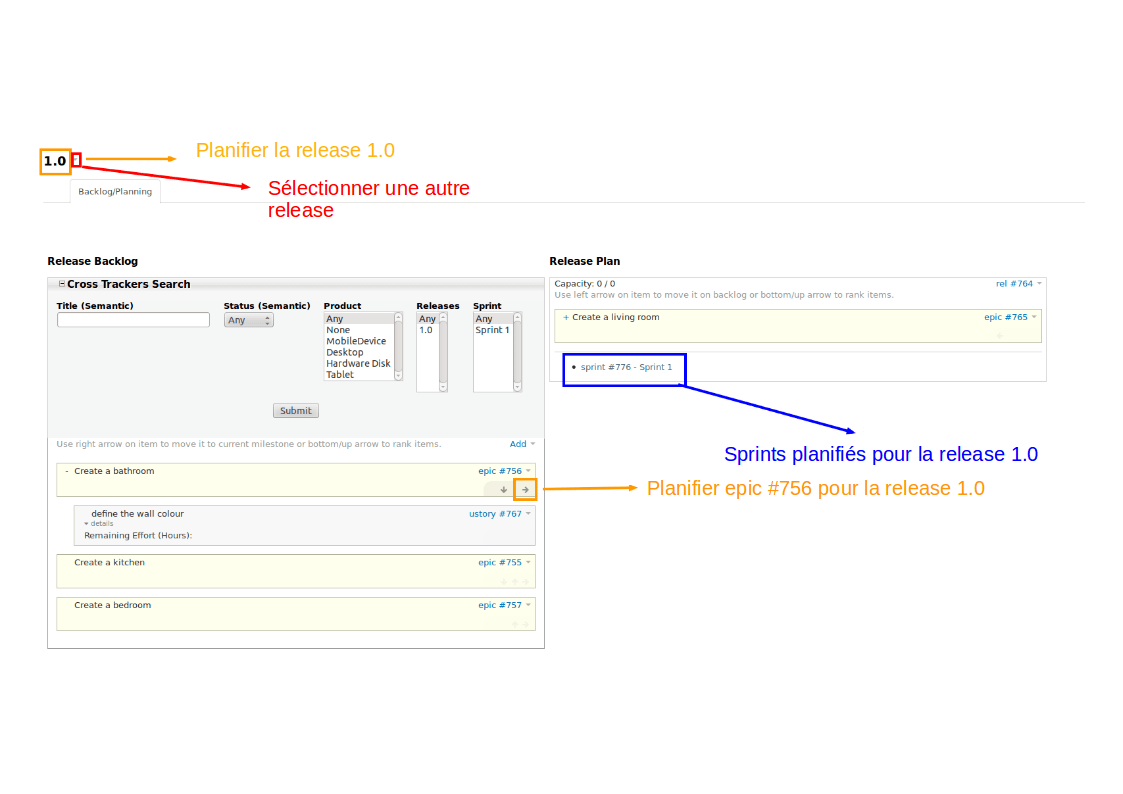 Planifier la release 1.0
1.0
Sélectionner une autre
release
Backlog/Planning
Release Backlog
Release Plan
Cross Trackers Search
Title (Semantic)
Status (Semantic)
Any
Product
Any
None
MobileDevice
Desktop
Hardware Disk
Tablet
Releases
Any
1.0
Sprint
Any
Sprint 1
Submit
Use right arrow on item to move it to current milestone or bottom/up arrow to rank items.
Add
- Create a bathroom
epic #756
define the wall colour
ustory #767
details
Remaining Effort (Hours):
Create a kitchen
epic #755
Create a bedroom
epic #757
Capacity: 0 / 0
rel #764
Use left arrow on item to move it on backlog or bottom/up arrow to rank items.
+ Create a living room
epic #765
• sprint #776 - Sprint 1
Sprints planifiés pour la release 1.0
Planifier epic #756 pour la release 1.0